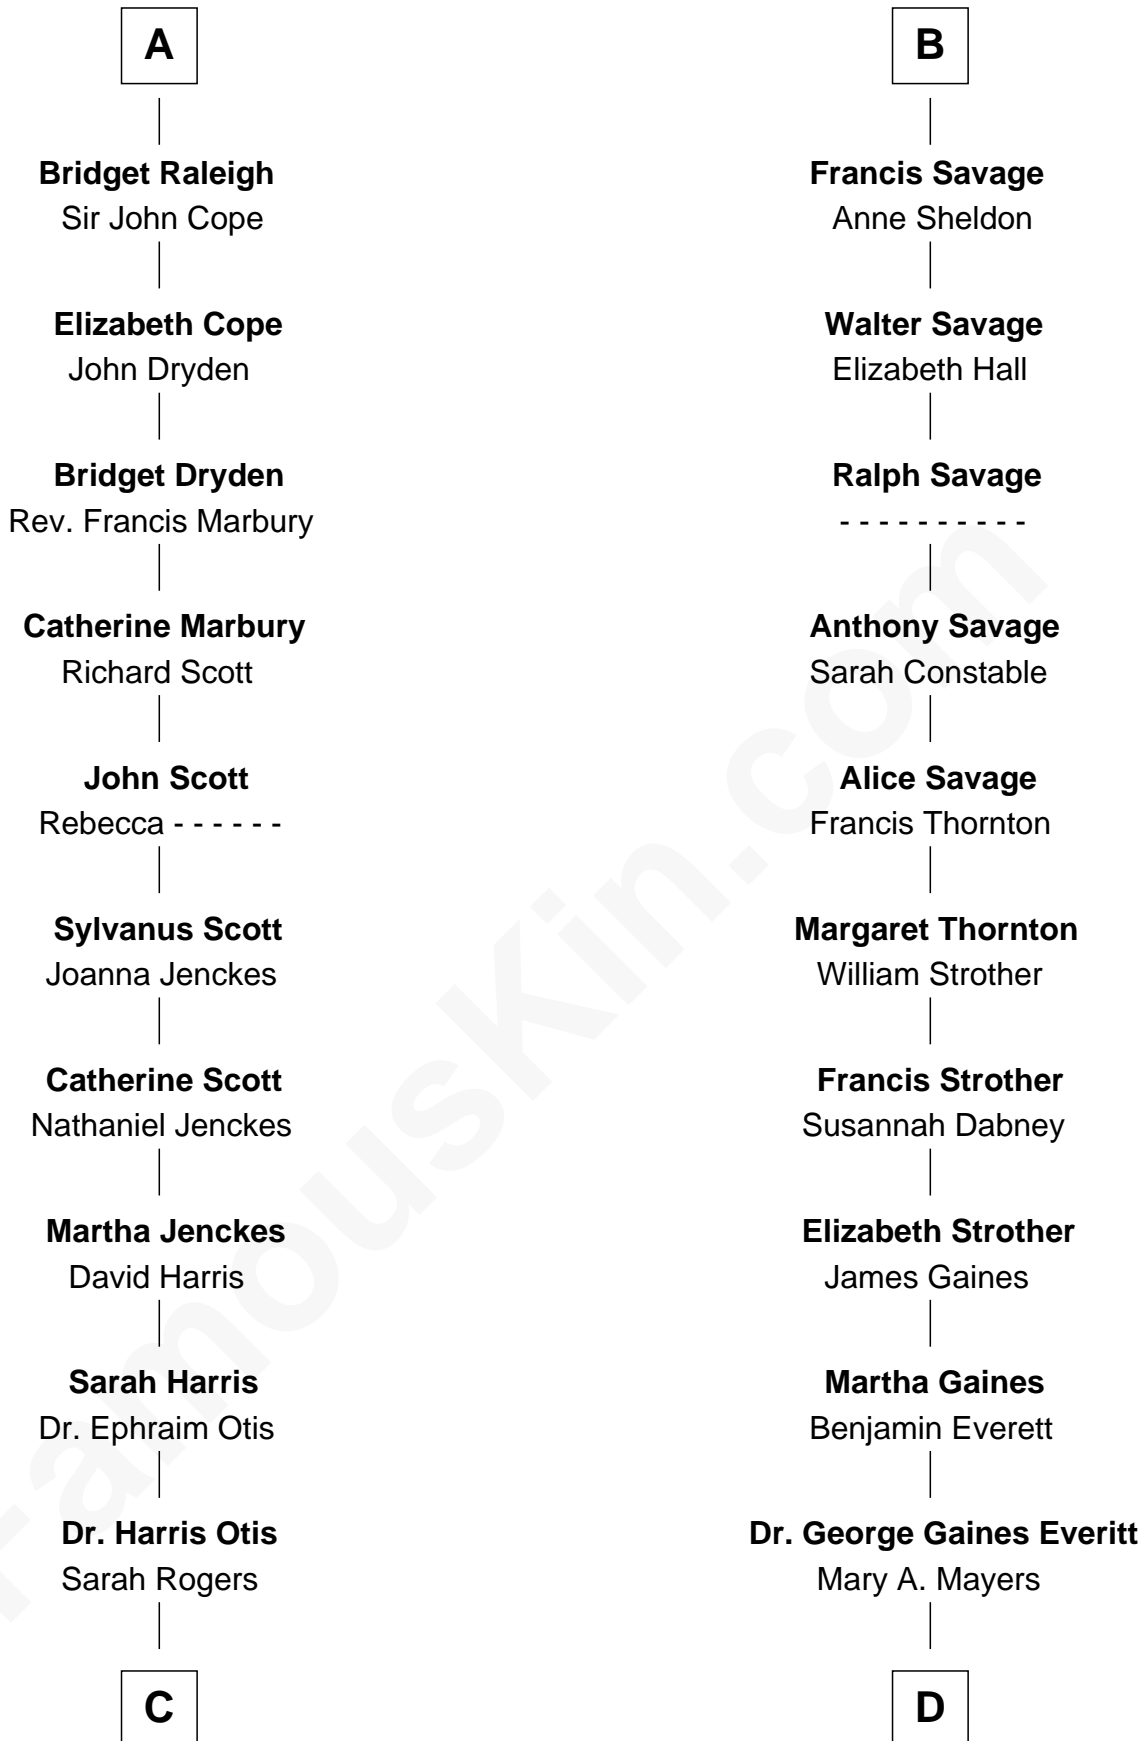 A
Bridget Raleigh
Sir John Cope
Elizabeth Cope
John Dryden
Bridget Dryden
Rev. Francis Marbury
Catherine Marbury
Richard Scott
John Scott
Rebecca - - - - - -
Sylvanus Scott
Joanna Jenckes
Catherine Scott
Nathaniel Jenckes
Martha Jenckes
David Harris
Sarah Harris
Dr. Ephraim Otis
Dr. Harris Otis
Sarah Rogers
C
B
Francis Savage
Anne Sheldon
Walter Savage
Elizabeth Hall
Ralph Savage
- - - - - - - - - -
Anthony Savage
Sarah Constable
Alice Savage
Francis Thornton
Margaret Thornton
William Strother
Francis Strother
Susannah Dabney
Elizabeth Strother
James Gaines
Martha Gaines
Benjamin Everett
Dr. George Gaines Everitt
Mary A. Mayers
D
FamousKin.com